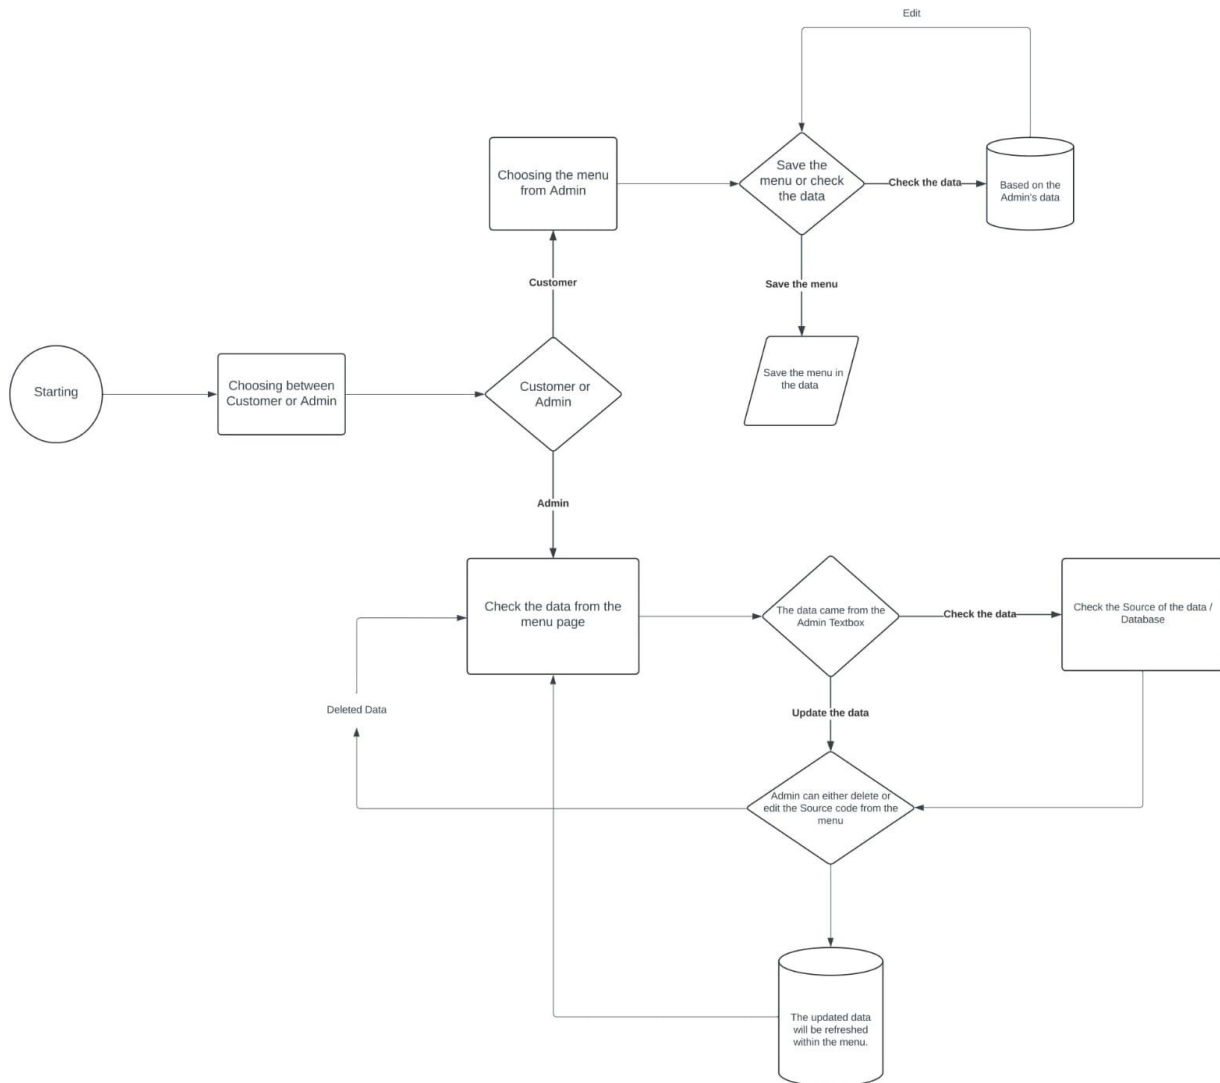 Edit
Choosing the menu
from Admin
Save the
menu or check
the data
Check the data
Based on the
Admin's data
Customer
Save the menu
Starting
Choosing between
Customer or Admin
Customer or
Admin
Save the menu in
the data
Admin
Check the data from the
menu page
The data came from the
Admin Textbox
Check the data
Check the Source of the data /
Database
Deleted Data
Update the data
Admin can either delete or
edit the Source code from the
menu
The updated data
will be refreshed
within the menu.